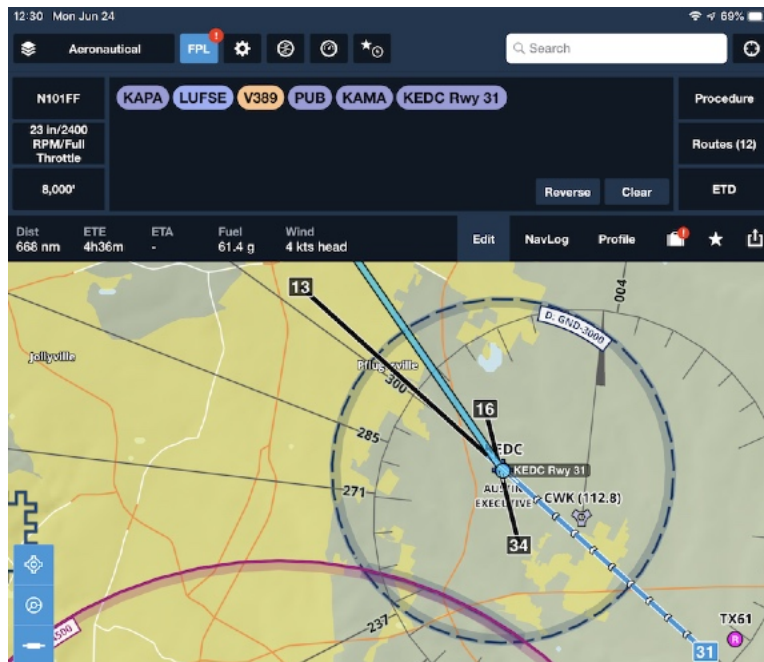 12:30 Mon Jun 24
69%
Aeronautical
FPL
Search
N101FF
KAPA LUFSE V389 PUB KAMA KEDC Rwy 31
Procedure
23 in/2400
RPM/Full
Throttle
Routes (12)
8,000'
Reverse
Clear
ETD
Dist
668 nm
ETE
4h36m
ETA
-
Fuel
61.4 g
Wind
4 kts head
Edit
NavLog
Profile
13
004
D: GND-3000
jollyville
300
16
285
KEDC Rwy 31
271
EXECUTIVE
CWK (112.8)
34
237
TX61
R
31